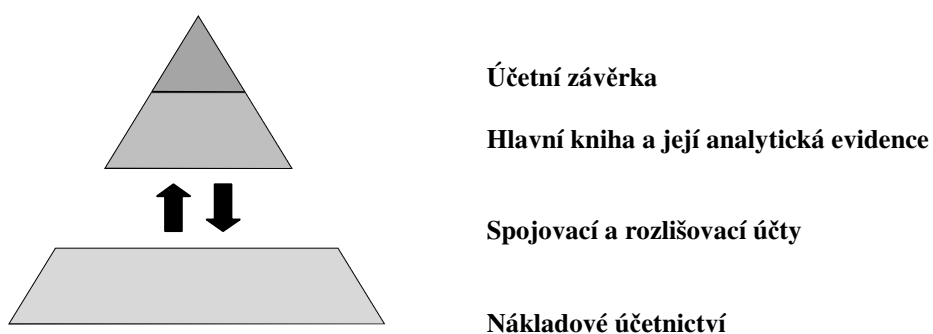 Účetní závěrka
Hlavní kniha a její analytická evidence
Spojovací a rozlišovací účty
Nákladové účetnictví